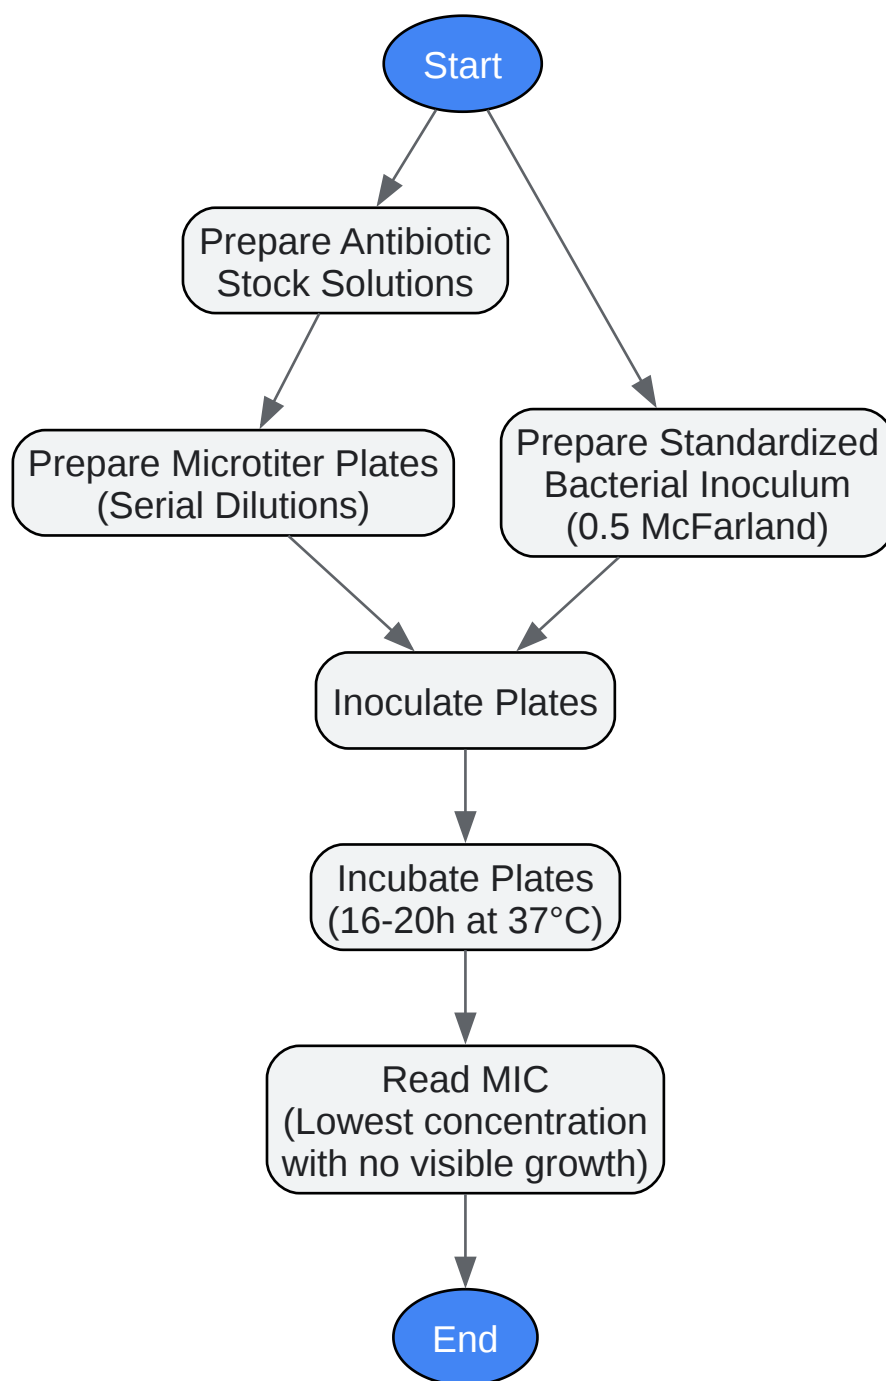 Start
Prepare Antibiotic
Stock Solutions
Prepare Microtiter Plates
(Serial Dilutions)
Prepare Standardized
Bacterial Inoculum
(0.5 McFarland)
Inoculate Plates
Incubate Plates
(16-20h at 37°C)
Read MIC
(Lowest concentration
with no visible growth)
End